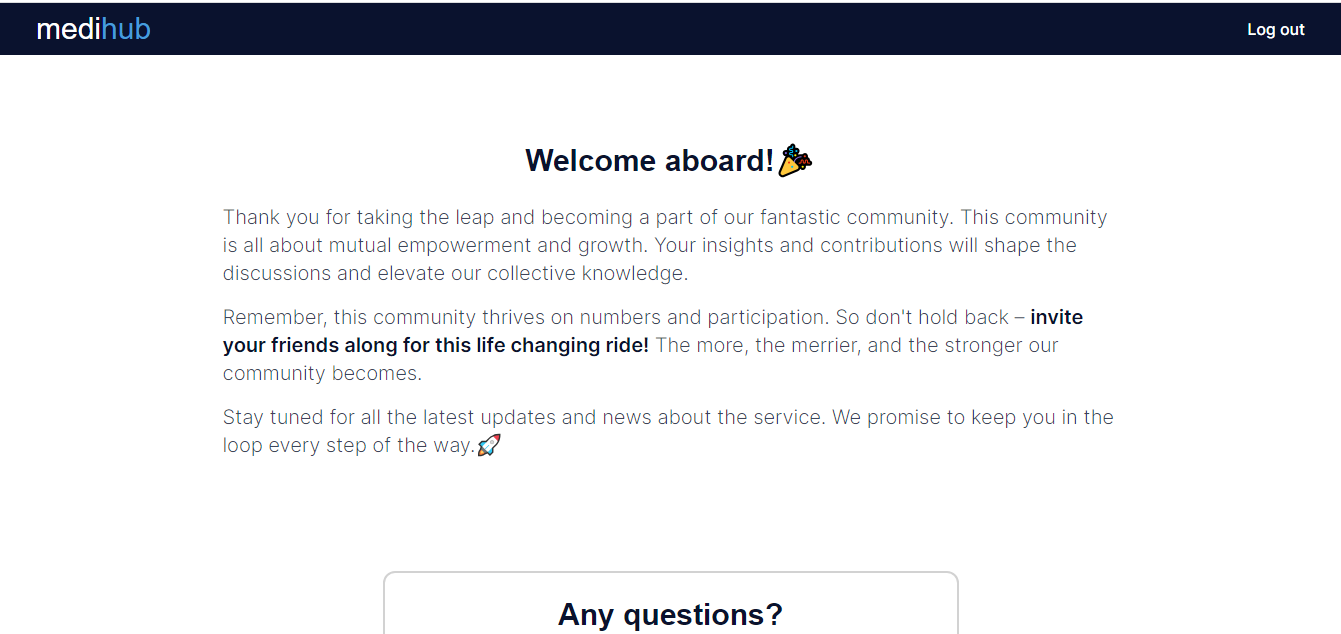 medihub
Log out
Welcome aboard!🎉
Thank you for taking the leap and becoming a part of our fantastic community. This community
is all about mutual empowerment and growth. Your insights and contributions will shape the
discussions and elevate our collective knowledge.
Remember, this community thrives on numbers and participation. So don't hold back – invite
your friends along for this life changing ride! The more, the merrier, and the stronger our
community becomes.
Stay tuned for all the latest updates and news about the service. We promise to keep you in the
loop every step of the way.🚀
Any questions?